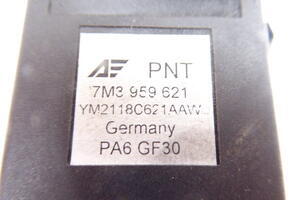 AF PNT
7M3 959 621
YM2118C621AAW
Germany
PA6 GF30